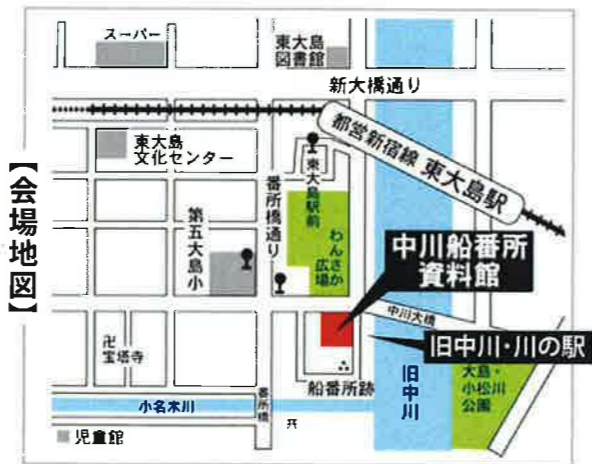 【会場地図】
スーパー
東大島
図書館
新大橋通り
都営新宿線 東大島駅
東大島
文化センター
番所橋通り
東大島駅前
わんさか
広場
第五大島小
中川船番所
資料館
中川大橋
旧中川・川の駅
卍
宝塔寺
船番所跡
旧中川
大島・
小松川
公園
小名木川
番所橋
児童館